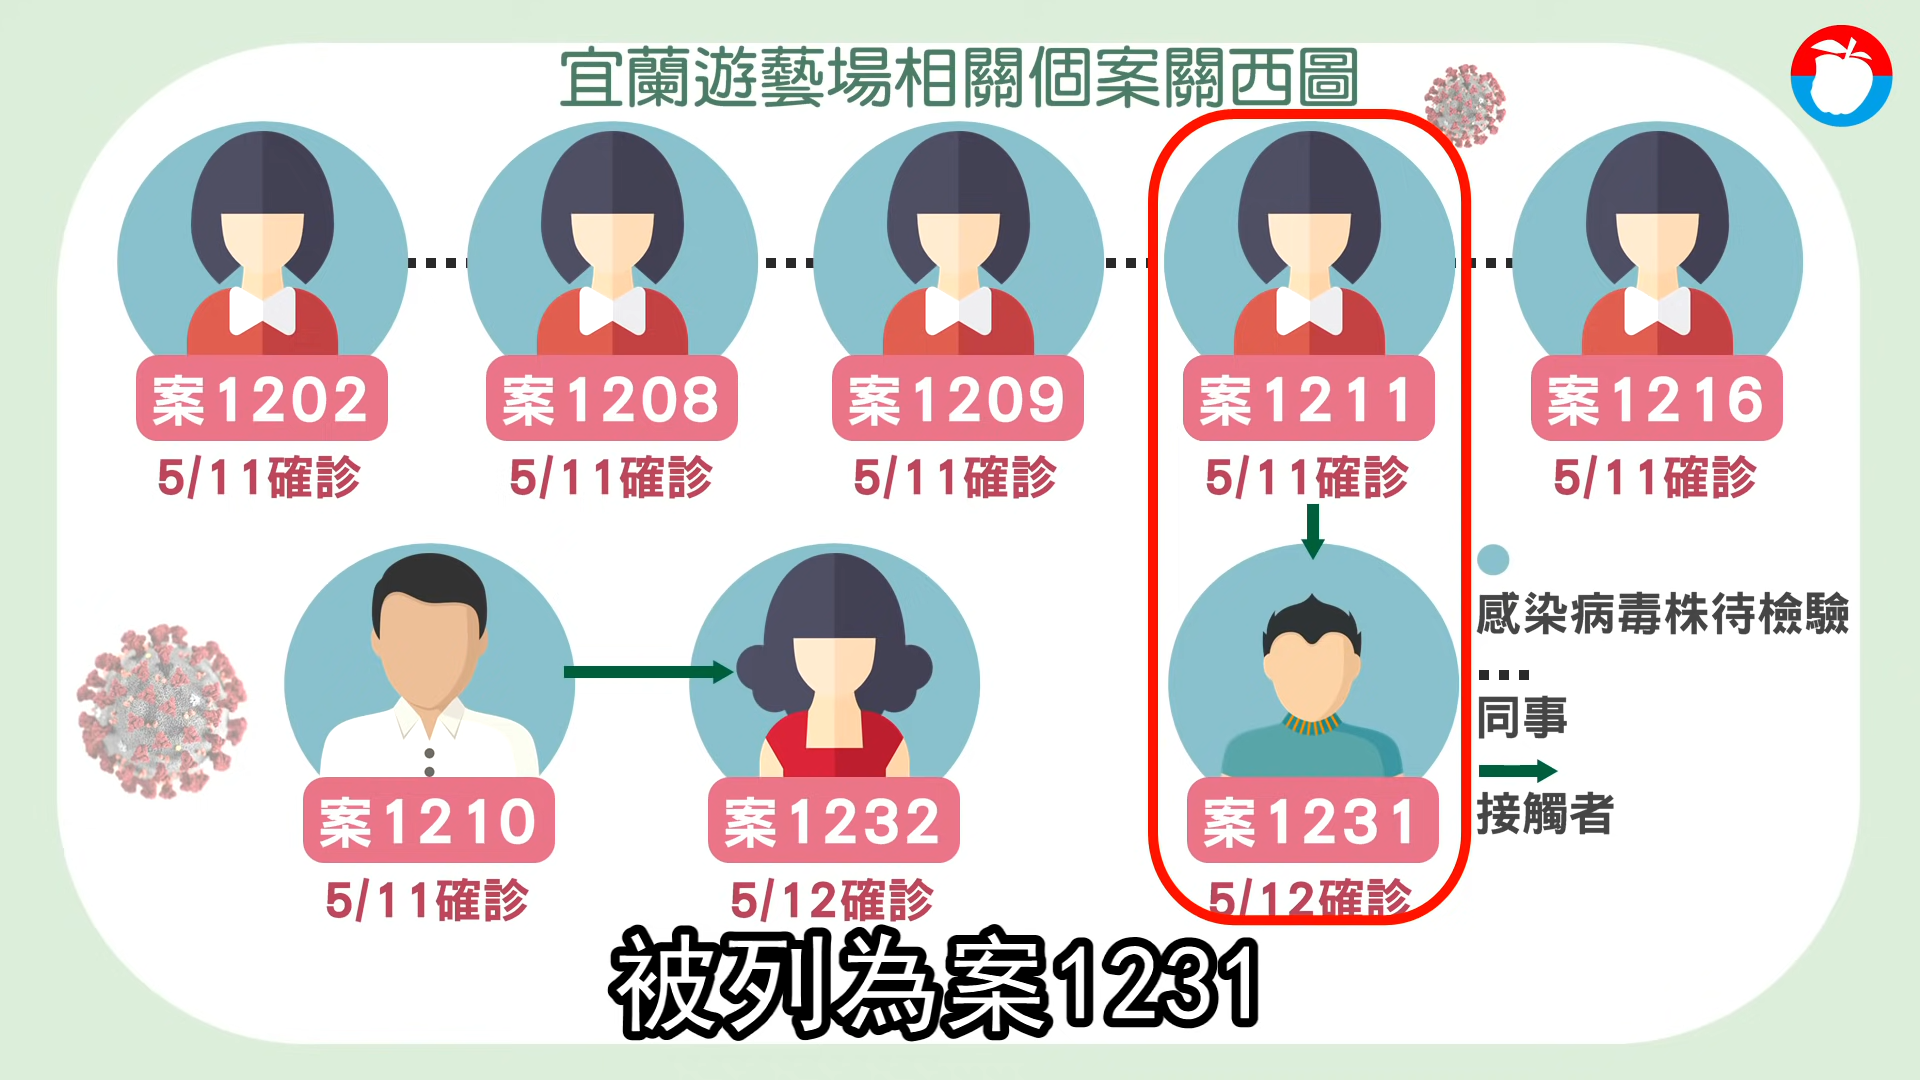 宜蘭遊藝場相關個案關西圖
案1202
案1208
案1209
案1211
案1216
5/11確診
5/11確診
5/11確診
5/11確診
5/11確診
感染病毒株待檢驗
同事
接觸者
案1210
案1232
案1231
5/11確診
5/12確診
5/12確診
被列為案1231